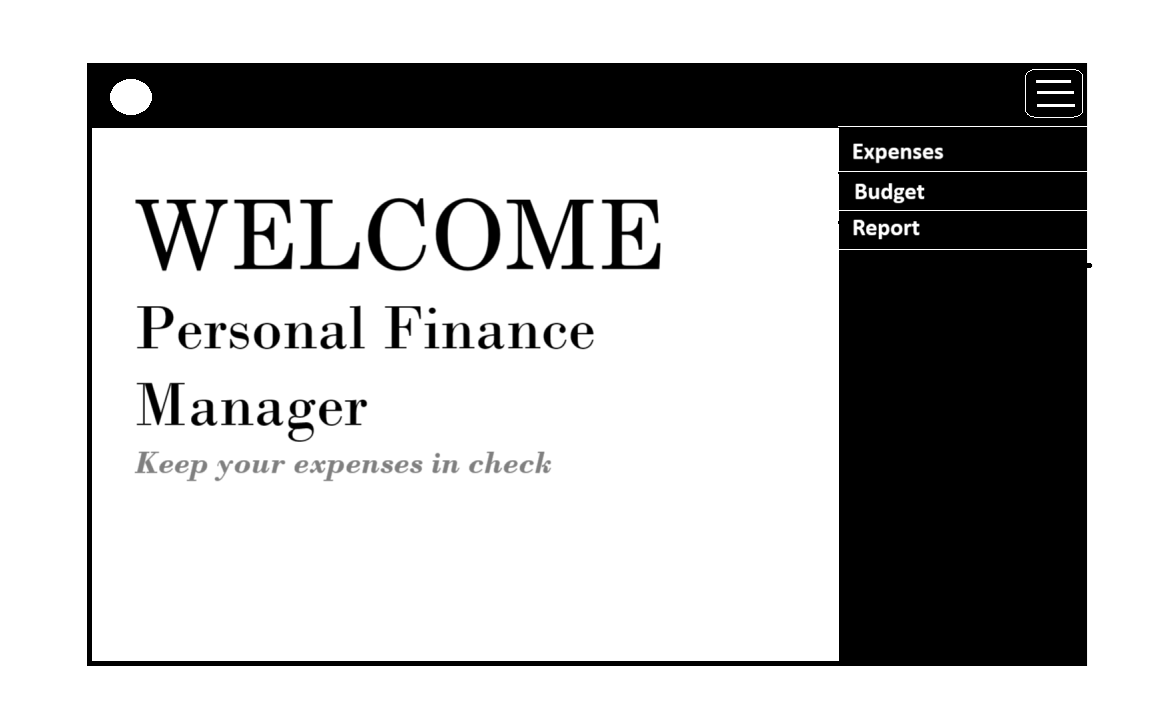 Expenses
Budget
Report
WELCOME
Personal Finance
Manager
Keep your expenses in check